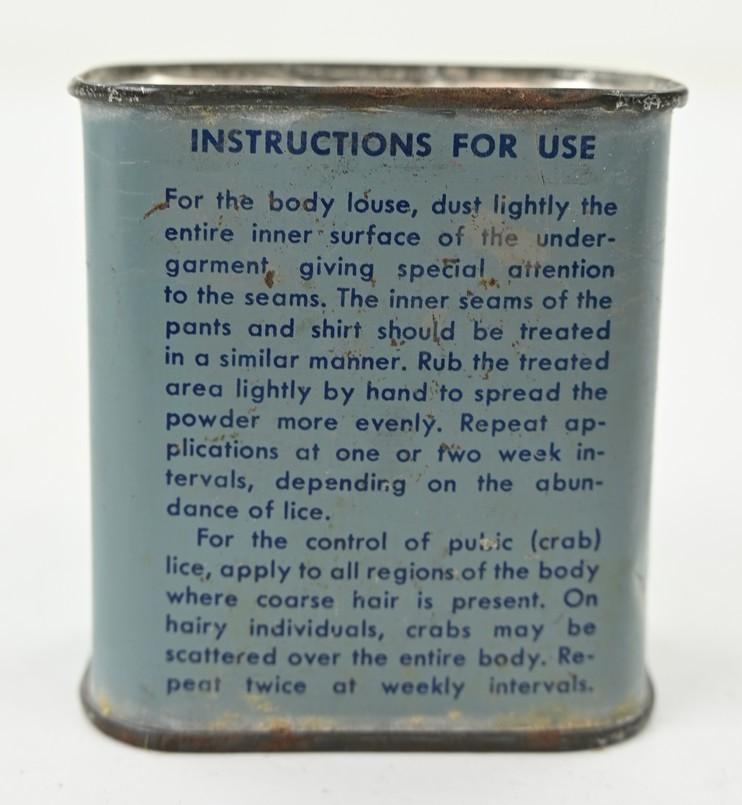 INSTRUCTIONS FOR USE
For the body louse, dust lightly the
entire inner surface of the under-
garment, giving special attention
to the seams. The inner seams of the
pants and shirt should be treated
in a similar manner. Rub the treated
area lightly by hand to spread the
powder more evenly. Repeat ap-
plications at one or two week in-
tervals, depending on the abun-
dance of lice.
For the control of pubic (crab)
lice, apply to all regions of the body
where coarse hair is present. On
hairy individuals, crabs may be
scattered over the entire body. Re-
peat twice at weekly intervals.